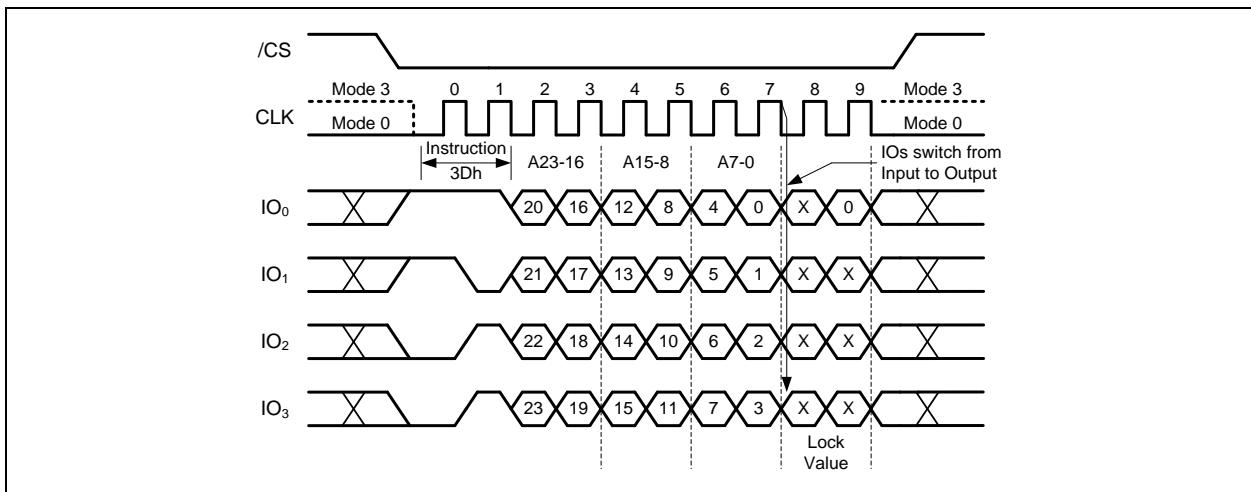 /CS
Mode 3 0 1 2 3 4 5 6 7 8 9 Mode 3
CLK
Mode 0 Mode 0
Instruction A23-16 A15-8 A7-0 IOs switch from
3Dh Input to Output
IO₀ 20 16 12 8 4 0 X 0
IO₁ 21 17 13 9 5 1 X X
IO₂ 22 18 14 10 6 2 X X
IO₃ 23 19 15 11 7 3 X X
Lock
Value